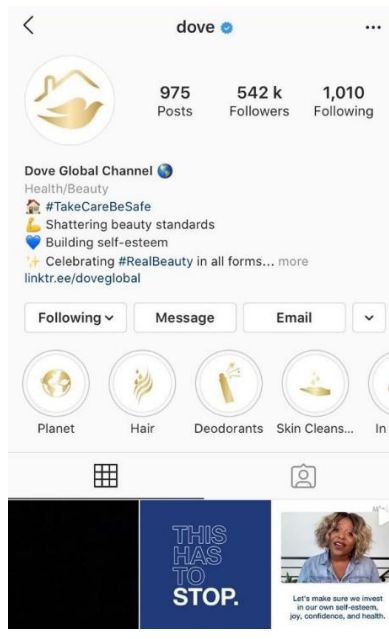 dove
975 542 k 1,010
Posts Followers Following
Dove Global Channel 🌎
Health/Beauty
🏠 #TakeCareBeSafe
💪 Shattering beauty standards
💙 Building self-esteem
✨ Celebrating #RealBeauty in all forms... more
linktr.ee/doveglobal
Following Message Email
Planet Hair Deodorants Skin Cleans... In
THIS
HAS
TO
STOP.
Let's make sure we invest
in our own self-esteem,
joy, confidence, and health.